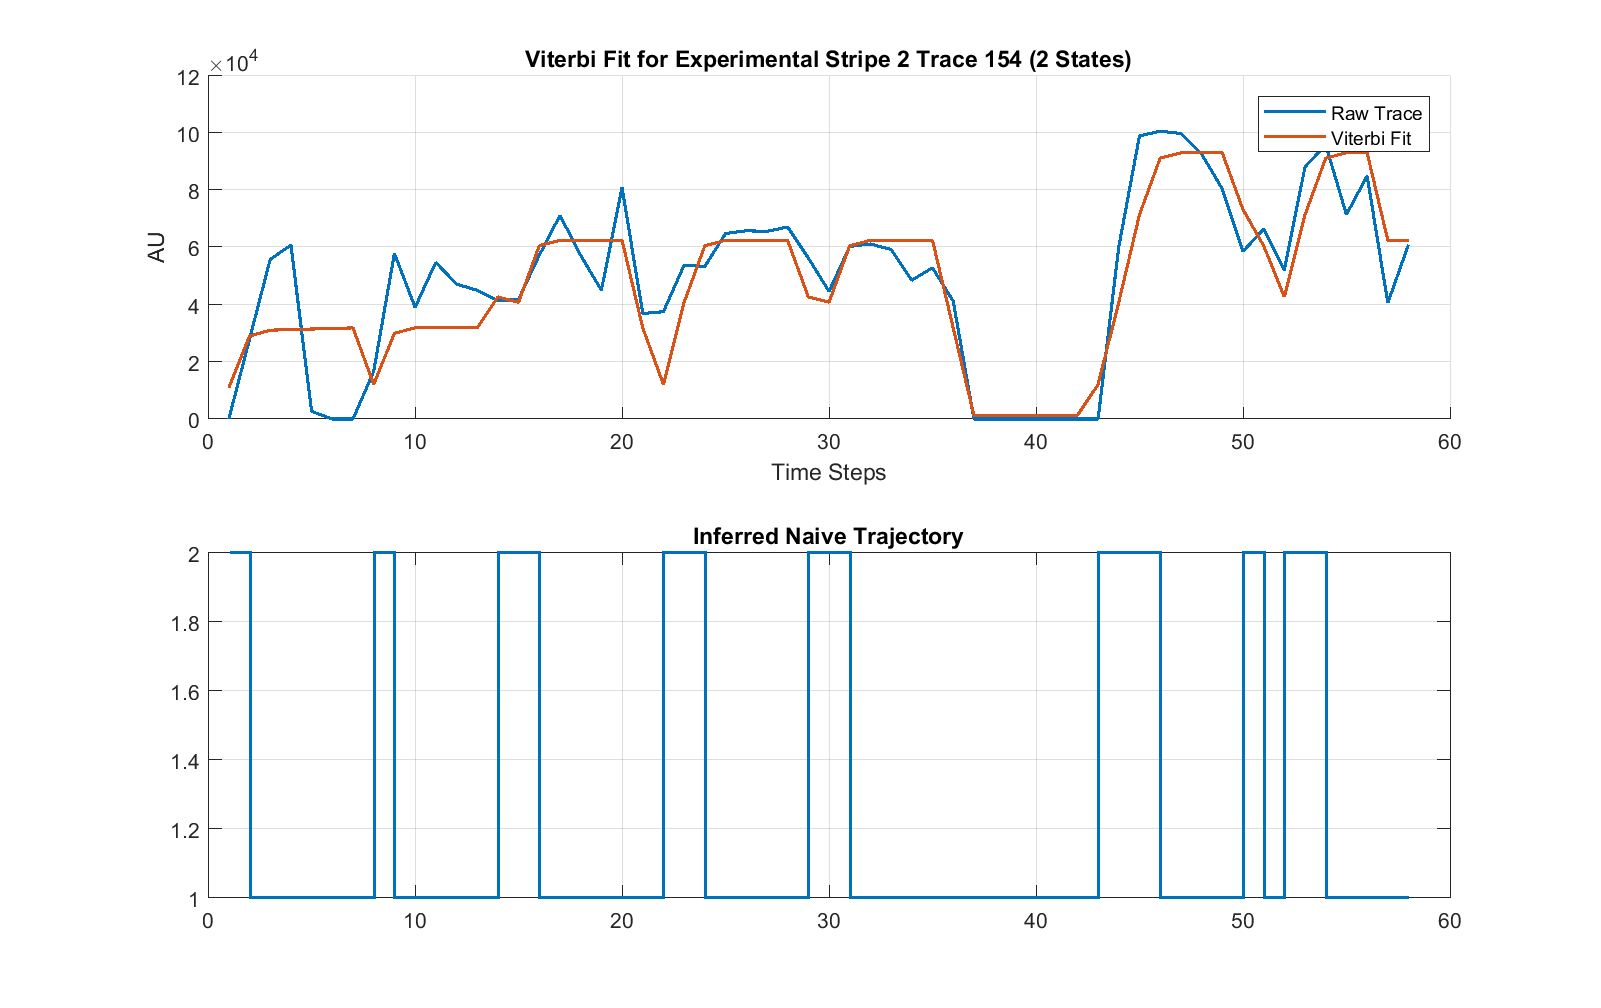 Viterbi Fit for Experimental Stripe 2 Trace 154 (2 States)
×10^4
12
10
8
6
4
2
0
AU
Raw Trace
Viterbi Fit
0 10 20 30 40 50 60
Time Steps
Inferred Naive Trajectory
2
1.8
1.6
1.4
1.2
1
0 10 20 30 40 50 60